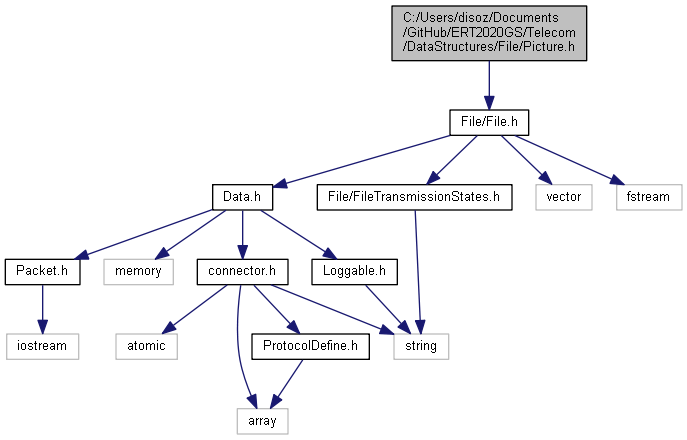 C:/Users/disoz/Documents
/GitHub/ERT2020GS/Telecom
/DataStructures/File/Picture.h
File/File.h
Data.h
File/FileTransmissionStates.h
vector
fstream
Packet.h
memory
connector.h
Loggable.h
iostream
atomic
ProtocolDefine.h
string
array